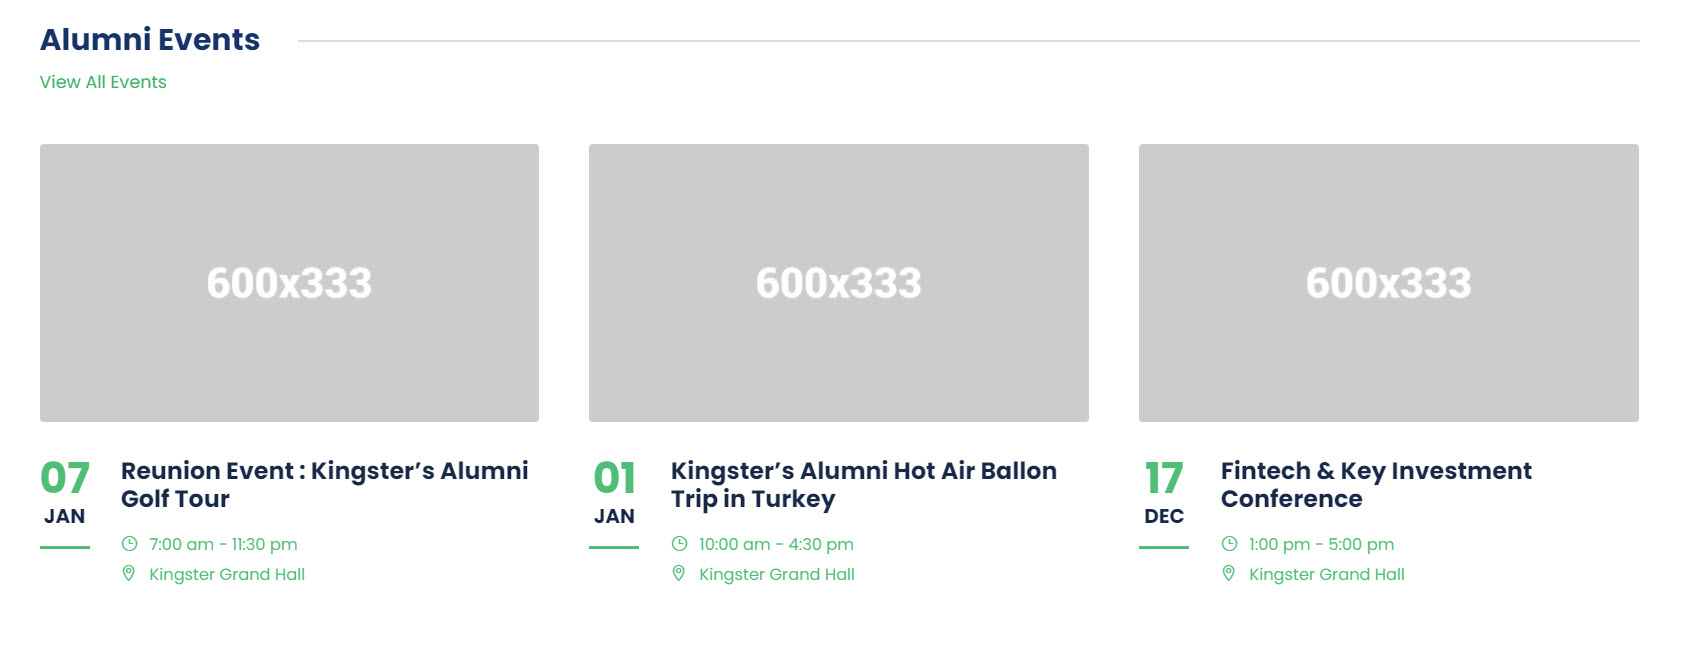 Alumni Events
View All Events
600x333
600x333
600x333
07
JAN
Reunion Event : Kingster’s Alumni
Golf Tour
7:00 am - 11:30 pm
Kingster Grand Hall
01
JAN
Kingster’s Alumni Hot Air Ballon
Trip in Turkey
10:00 am - 4:30 pm
Kingster Grand Hall
17
DEC
Fintech & Key Investment
Conference
1:00 pm - 5:00 pm
Kingster Grand Hall